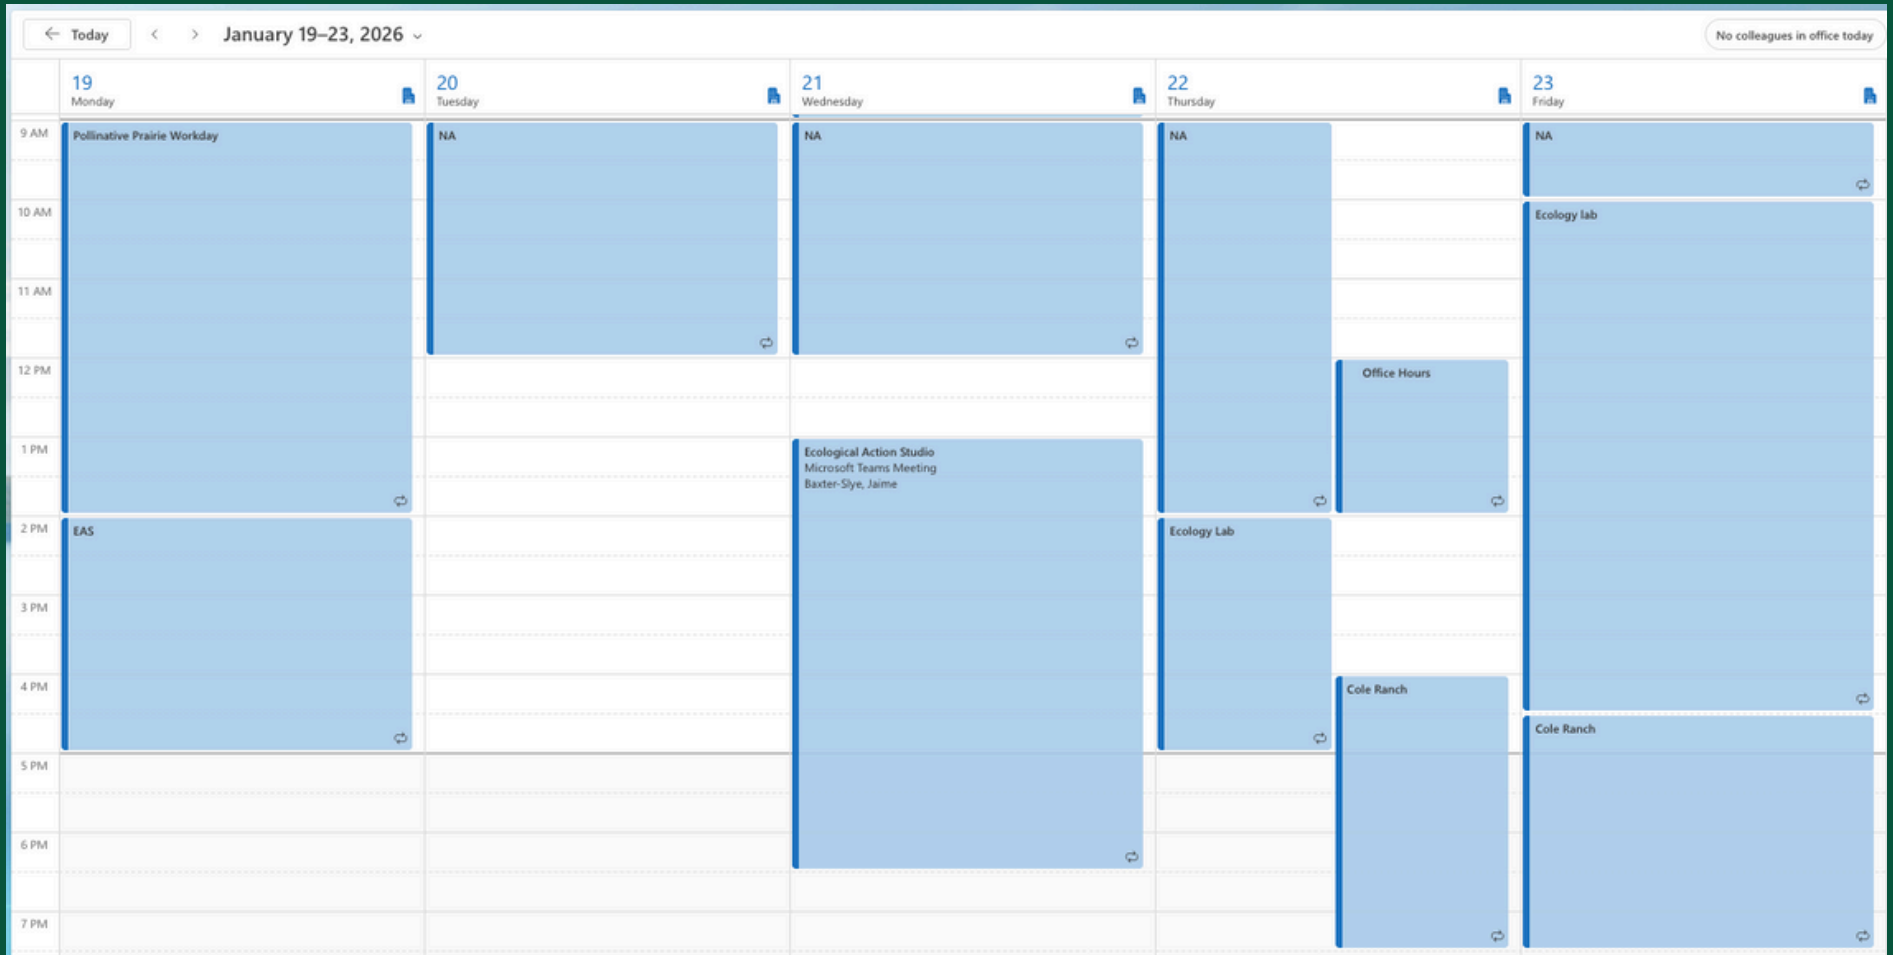 Today
January 19–23, 2026
No colleagues in office today
19
Monday
20
Tuesday
21
Wednesday
22
Thursday
23
Friday
9 AM
10 AM
11 AM
12 PM
1 PM
2 PM
3 PM
4 PM
5 PM
6 PM
7 PM
Pollinative Prairie Workday
EAS
NA
NA
Ecological Action Studio
Microsoft Teams Meeting
Baxter-Slye, Jaime
NA
Office Hours
Ecology Lab
Cole Ranch
NA
Ecology lab
Cole Ranch